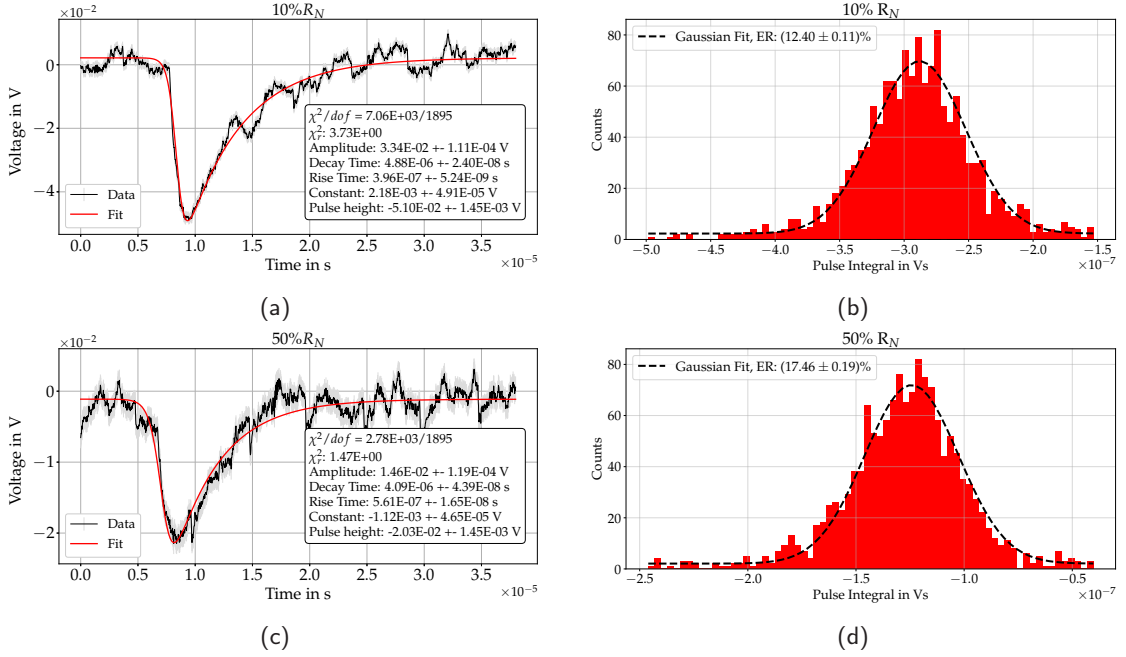 ×10⁻²
10%R_N
0
−2
−4
Voltage in V
Data
Fit
χ²/dof = 7.06E+03/1895
χ²_r: 3.73E+00
Amplitude: 3.34E-02 +- 1.11E-04 V
Decay Time: 4.88E-06 +- 2.40E-08 s
Rise Time: 3.96E-07 +- 5.24E-09 s
Constant: 2.18E-03 +- 4.91E-05 V
Pulse height: -5.10E-02 +- 1.45E-03 V
0.0 0.5 1.0 1.5 2.0 2.5 3.0 3.5
Time in s
×10⁻⁵
(a)
10% R_N
Gaussian Fit, ER: (12.40 ± 0.11)%
80
60
40
20
0
Counts
−5.0 −4.5 −4.0 −3.5 −3.0 −2.5 −2.0 −1.5
Pulse Integral in Vs
×10⁻⁷
(b)
×10⁻²
50%R_N
0
−1
−2
Voltage in V
Data
Fit
χ²/dof = 2.78E+03/1895
χ²_r: 1.47E+00
Amplitude: 1.46E-02 +- 1.19E-04 V
Decay Time: 4.09E-06 +- 4.39E-08 s
Rise Time: 5.61E-07 +- 1.65E-08 s
Constant: -1.12E-03 +- 4.65E-05 V
Pulse height: -2.03E-02 +- 1.45E-03 V
0.0 0.5 1.0 1.5 2.0 2.5 3.0 3.5
Time in s
×10⁻⁵
(c)
50% R_N
Gaussian Fit, ER: (17.46 ± 0.19)%
80
60
40
20
0
Counts
−2.5 −2.0 −1.5 −1.0 −0.5
Pulse Integral in Vs
×10⁻⁷
(d)